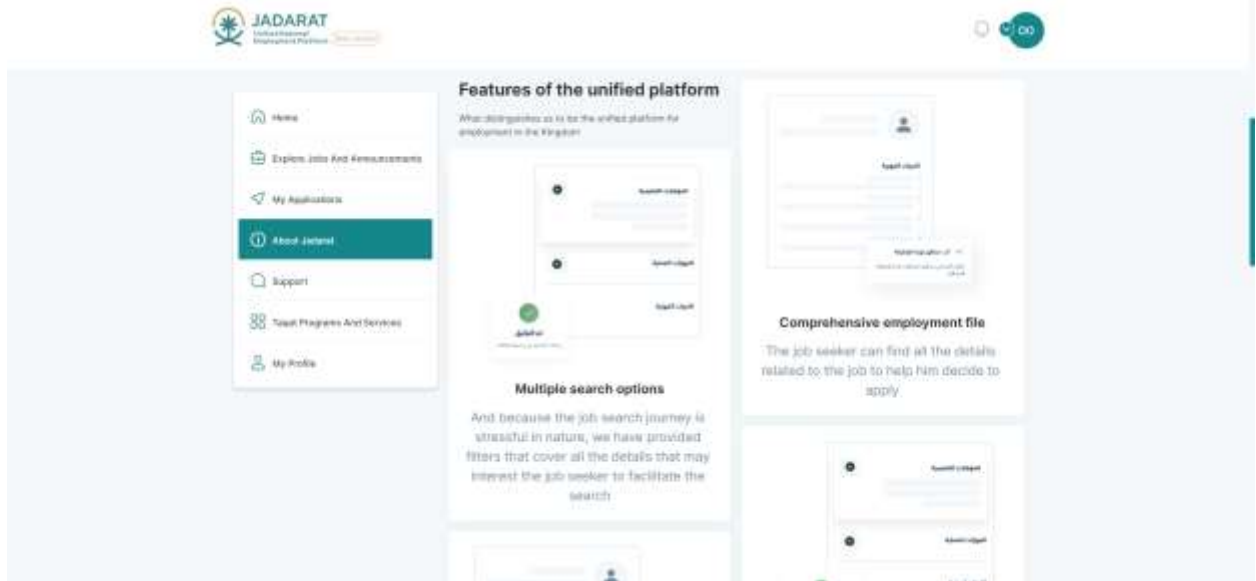 JADARAT
Unified National
Employment Platform
Home
Explore Jobs And Announcements
My Applications
About Jadarat
Support
Taqat Programs And Services
My Profile
Features of the unified platform
What distinguishes us to be the unified platform for
employment in the Kingdom
Multiple search options
And because the job search journey is
stressful in nature, we have provided
filters that cover all the details that may
interest the job seeker to facilitate the
search
Comprehensive employment file
The job seeker can find all the details
related to the job to help him decide to
apply